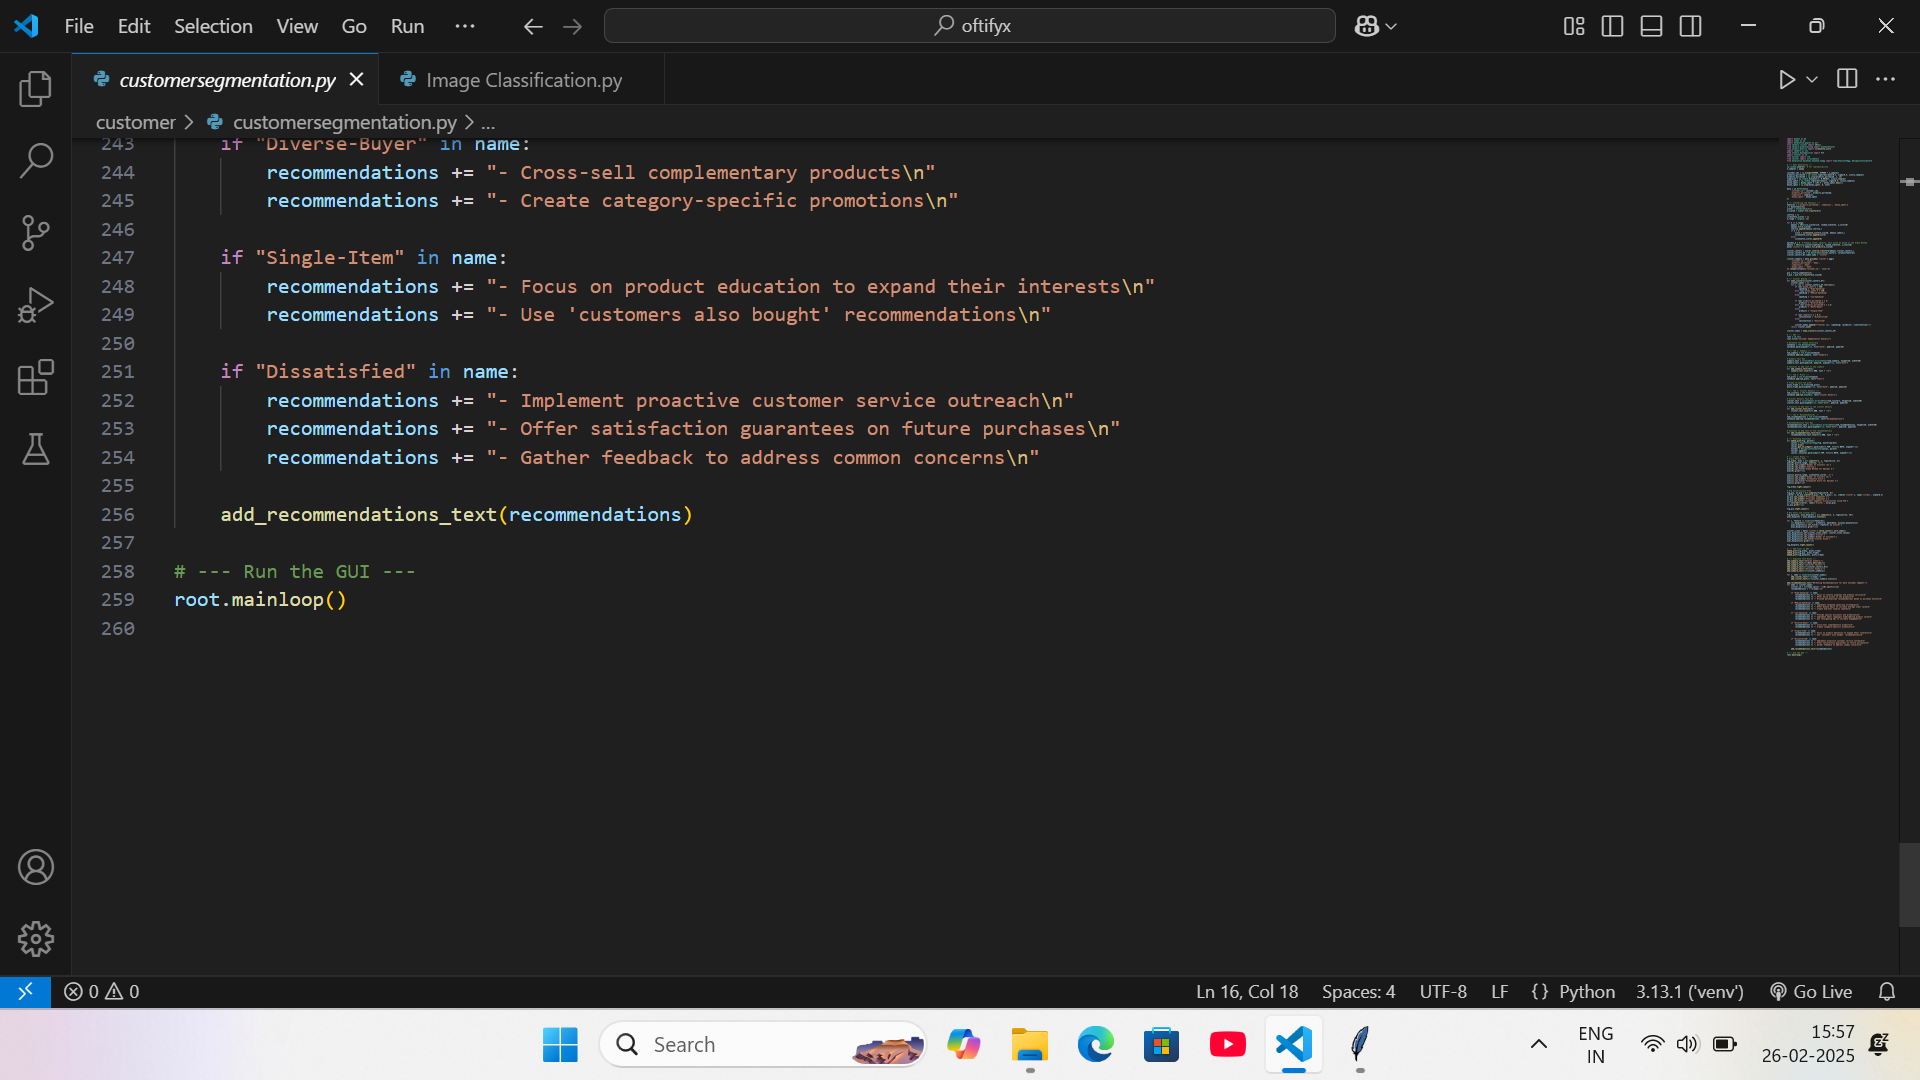 File Edit Selection View Go Run ... oftifyx
customersegmentation.py Image Classification.py
customer > customersegmentation.py > ...
243 if "Diverse-Buyer" in name:
244 recommendations += "- Cross-sell complementary products\n"
245 recommendations += "- Create category-specific promotions\n"
246
247 if "Single-Item" in name:
248 recommendations += "- Focus on product education to expand their interests\n"
249 recommendations += "- Use 'customers also bought' recommendations\n"
250
251 if "Dissatisfied" in name:
252 recommendations += "- Implement proactive customer service outreach\n"
253 recommendations += "- Offer satisfaction guarantees on future purchases\n"
254 recommendations += "- Gather feedback to address common concerns\n"
255
256 add_recommendations_text(recommendations)
257
258 # --- Run the GUI ---
259 root.mainloop()
260
0 0 Ln 16, Col 18 Spaces: 4 UTF-8 LF {} Python 3.13.1 ('venv') Go Live
Search ENG IN 15:57 26-02-2025